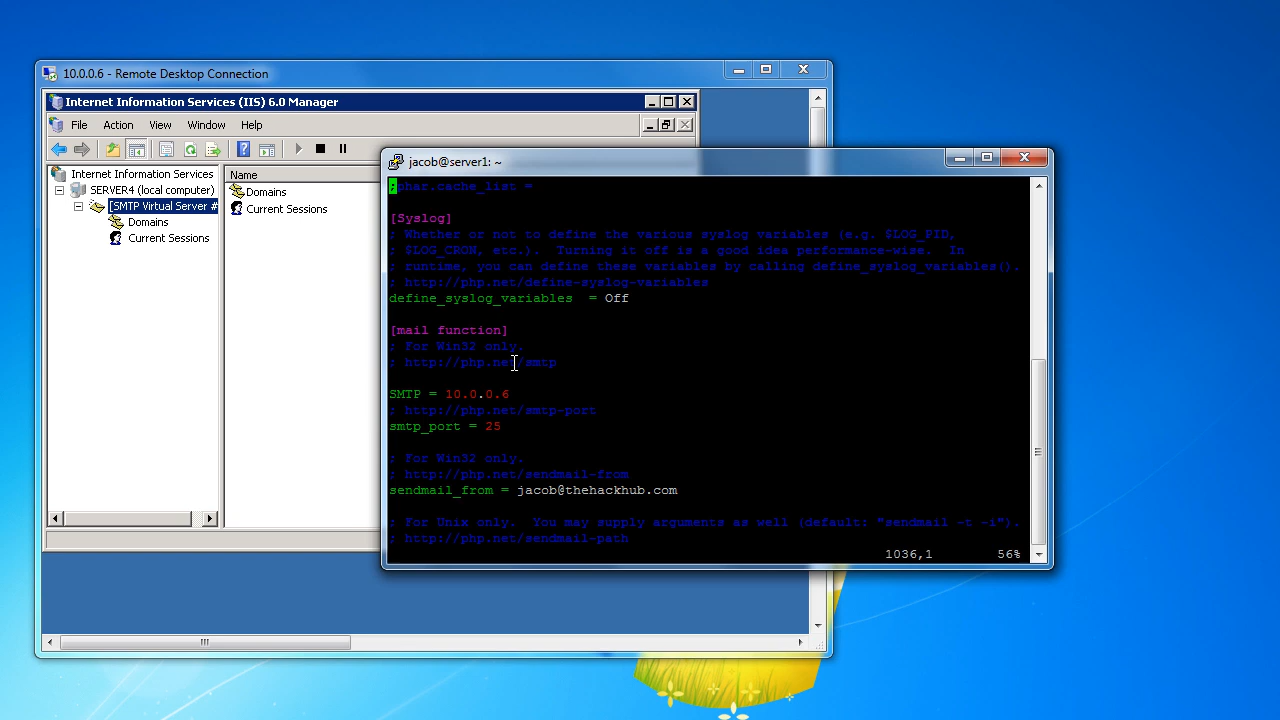 10.0.0.6 - Remote Desktop Connection
Internet Information Services (IIS) 6.0 Manager
File Action View Window Help
Internet Information Services
SERVER (local computer)
[SMTP Virtual Server #
Domains
Current Sessions
Name
Domains
Current Sessions
jacob@server1: ~
;phar.cache_list =
[Syslog]
; Whether or not to define the various syslog variables (e.g. $LOG_PID,
; $LOG_CRON, etc.).  Turning it off is a good idea performance-wise.  In
; runtime, you can define these variables by calling define_syslog_variables().
; http://php.net/define-syslog-variables
define_syslog_variables  = Off
[mail function]
; For Win32 only.
; http://php.net/smtp
SMTP = 10.0.0.6
; http://php.net/smtp-port
smtp_port = 25
; For Win32 only.
; http://php.net/sendmail-from
sendmail_from = jacob@thehackhub.com
; For Unix only.  You may supply arguments as well (default: "sendmail -t -i").
; http://php.net/sendmail-path
1036,1 56%